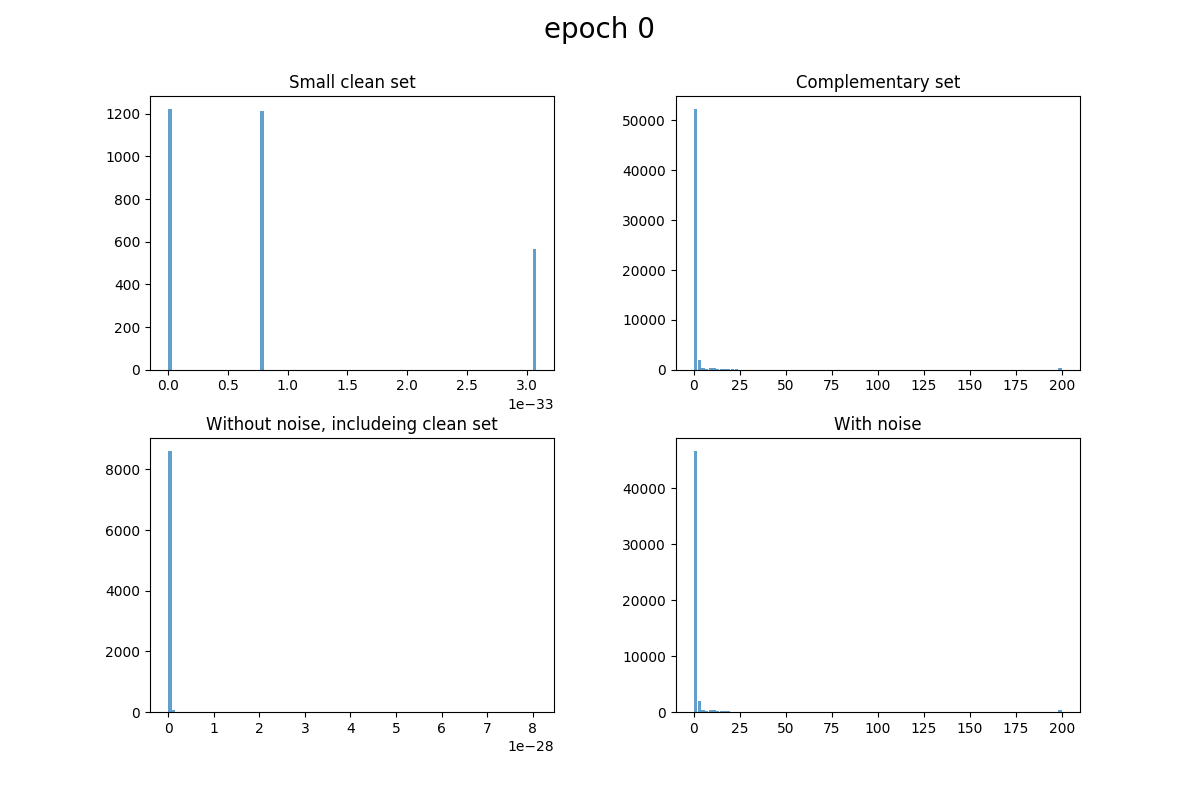 epoch 0
Small clean set
1200
1000
800
600
400
200
0
0.0 0.5 1.0 1.5 2.0 2.5 3.0
1e−33
Complementary set
50000
40000
30000
20000
10000
0
0 25 50 75 100 125 150 175 200
Without noise, includeing clean set
8000
6000
4000
2000
0
0 1 2 3 4 5 6 7 8
1e−28
With noise
40000
30000
20000
10000
0
0 25 50 75 100 125 150 175 200